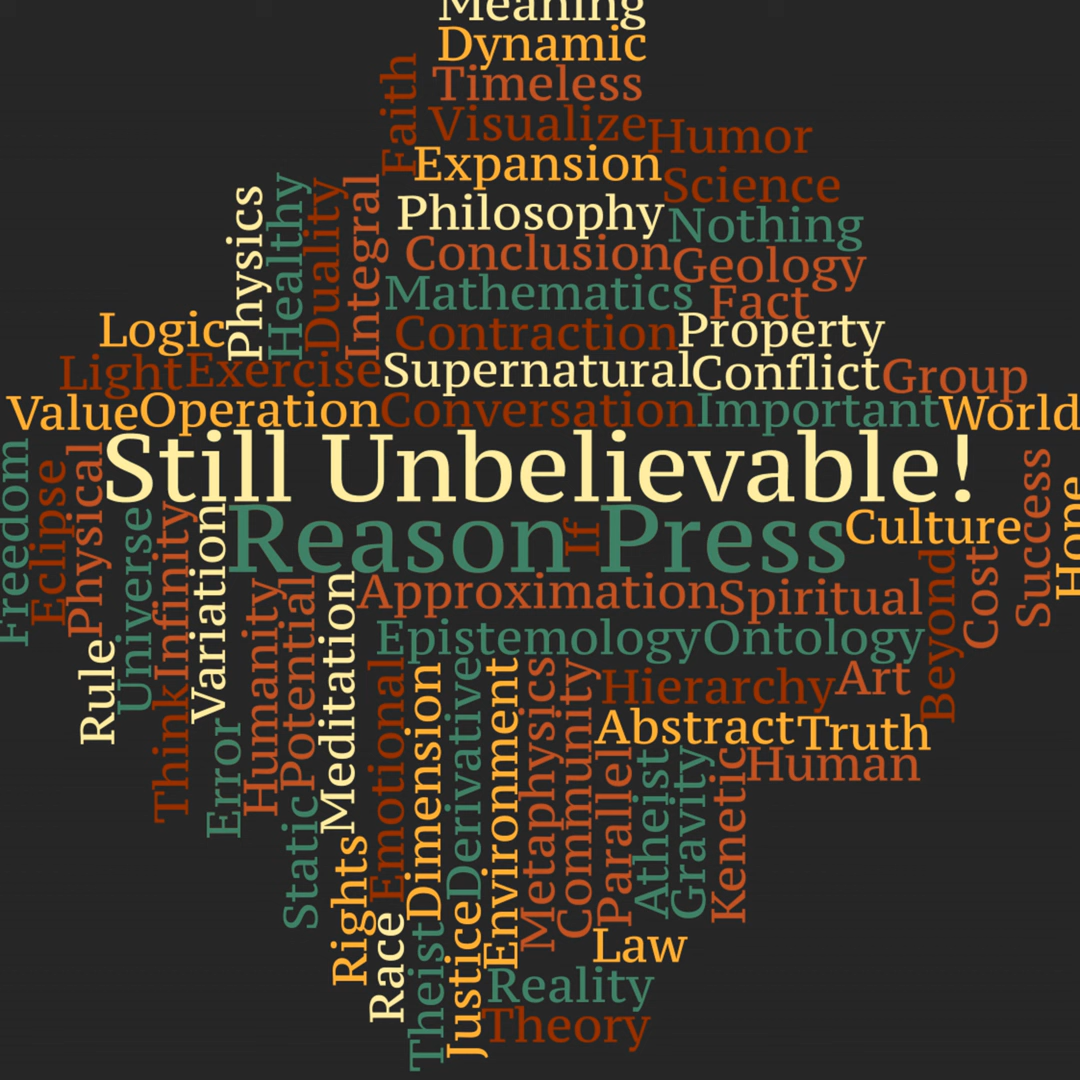 Meaning
Dynamic
Timeless
Faith
Visualize
Humor
Expansion
Science
Physics
Healthy
Duality
Integral
Philosophy
Nothing
Conclusion
Geology
Mathematics
Fact
Logic
Contraction
Property
Light
Exercise
Supernatural
Conflict
Group
Value
Operation
Conversation
Important
World
Still Unbelievable!
Freedom
Eclipse
Physical
Success
Hope
Reason Press
If
Culture
Universe
Infinity
Variation
Beyond
Cost
Approximation
Spiritual
Humanity
Potential
Meditation
Epistemology
Ontology
Rule
Think
Error
Emotional
Dimension
Derivative
Environment
Metaphysics
Community
Hierarchy
Art
Abstract
Truth
Parallel
Atheist
Gravity
Kenetic
Human
Static
Rights
Race
Theist
Justice
Law
Reality
Theory